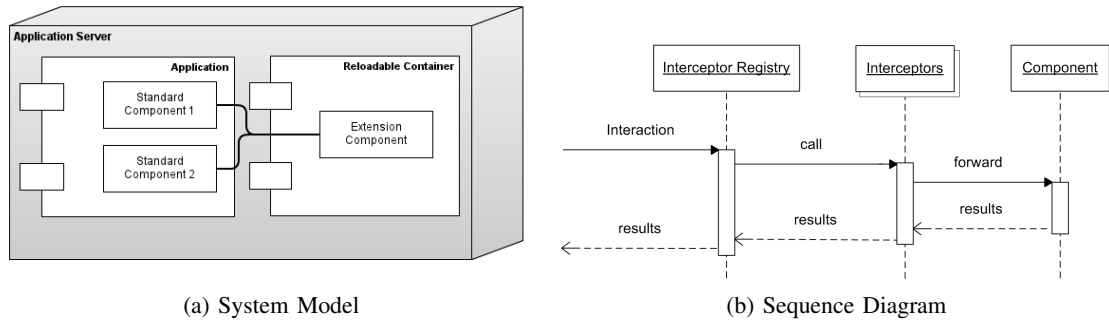 Application Server
Application
Reloadable Container
Standard
Component 1
Standard
Component 2
Extension
Component
(a) System Model
Interceptor Registry
Interceptors
Component
Interaction
call
forward
results
results
results
(b) Sequence Diagram